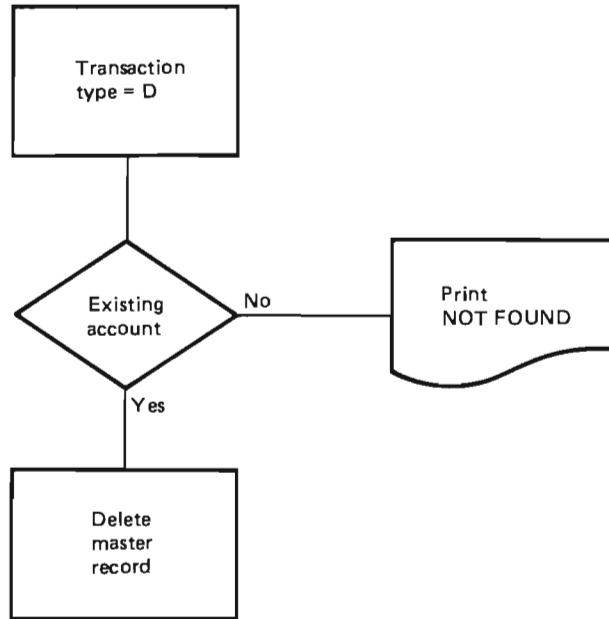 Transaction
type = D
Existing
account
No
Print
NOT FOUND
Yes
Delete
master
record